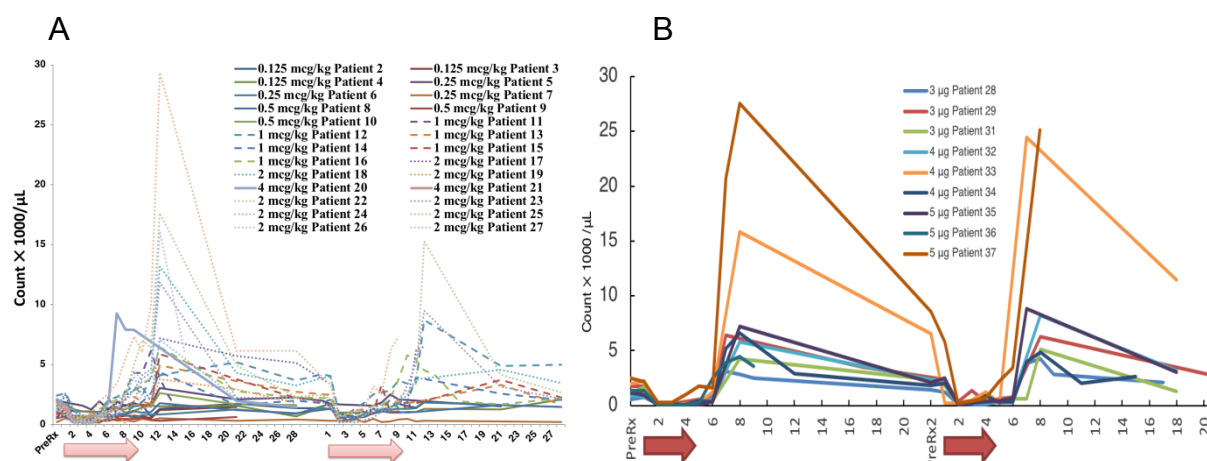 A
B
30
25
20
15
10
5
0
Count × 1000/μL
0.125 mcg/kg Patient 2
0.125 mcg/kg Patient 3
0.125 mcg/kg Patient 4
0.25 mcg/kg Patient 5
0.25 mcg/kg Patient 6
0.25 mcg/kg Patient 7
0.5 mcg/kg Patient 8
0.5 mcg/kg Patient 9
0.5 mcg/kg Patient 10
1 mcg/kg Patient 11
1 mcg/kg Patient 12
1 mcg/kg Patient 13
1 mcg/kg Patient 14
1 mcg/kg Patient 15
1 mcg/kg Patient 16
2 mcg/kg Patient 17
2 mcg/kg Patient 18
2 mcg/kg Patient 19
4 mcg/kg Patient 20
4 mcg/kg Patient 21
2 mcg/kg Patient 22
2 mcg/kg Patient 23
2 mcg/kg Patient 24
2 mcg/kg Patient 25
2 mcg/kg Patient 26
2 mcg/kg Patient 27
PreRx 2 4 6 8 10 12 14 16 18 20 22 24 26 28 1 3 5 7 9 11 13 15 17 19 21 23 25 27
30
25
20
15
10
5
0
Count × 1000 /μL
3 μg Patient 28
3 μg Patient 29
3 μg Patient 31
4 μg Patient 32
4 μg Patient 33
4 μg Patient 34
5 μg Patient 35
5 μg Patient 36
5 μg Patient 37
PreRx 2 4 6 8 10 12 14 16 18 20 PreRx2 2 4 6 8 10 12 14 16 18 20